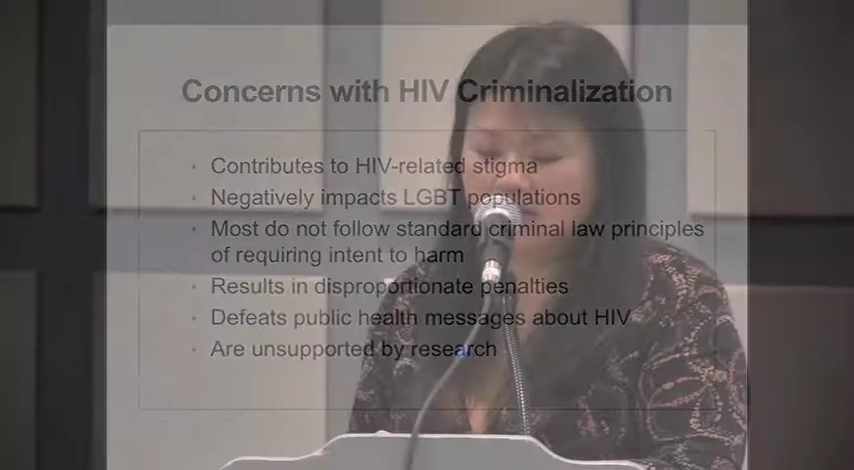 Concerns with HIV Criminalization
· Contributes to HIV-related stigma
· Negatively impacts LGBT populations
· Most do not follow standard criminal law principles
of requiring intent to harm
· Results in disproportionate penalties
· Defeats public health messages about HIV
· Are unsupported by research